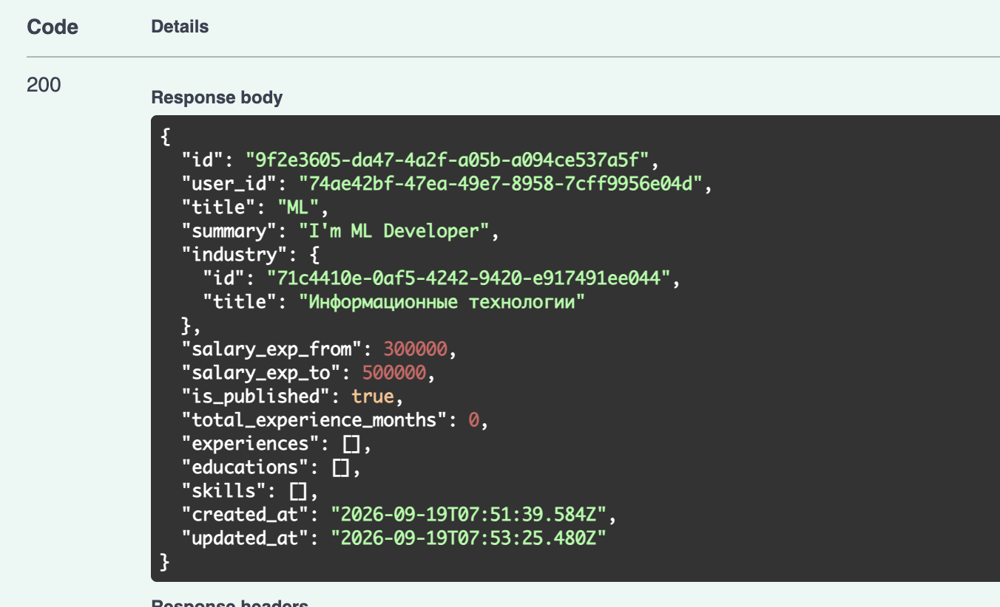 Code Details
200
Response body
{
  "id": "9f2e3605-da47-4a2f-a05b-a094ce537a5f",
  "user_id": "74ae42bf-47ea-49e7-8958-7cff9956e04d",
  "title": "ML",
  "summary": "I'm ML Developer",
  "industry": {
    "id": "71c4410e-0af5-4242-9420-e917491ee044",
    "title": "Информационные технологии"
  },
  "salary_exp_from": 300000,
  "salary_exp_to": 500000,
  "is_published": true,
  "total_experience_months": 0,
  "experiences": [],
  "educations": [],
  "skills": [],
  "created_at": "2026-09-19T07:51:39.584Z",
  "updated_at": "2026-09-19T07:53:25.480Z"
}
Response headers